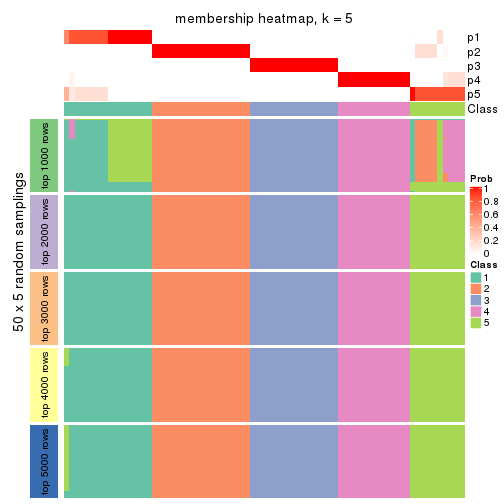 membership heatmap, k = 5
p1
p2
p3
p4
p5
Class
50 x 5 random samplings
top 1000 rows
top 2000 rows
top 3000 rows
top 4000 rows
top 5000 rows
Prob
1
0.8
0.6
0.4
0.2
0
Class
1
2
3
4
5